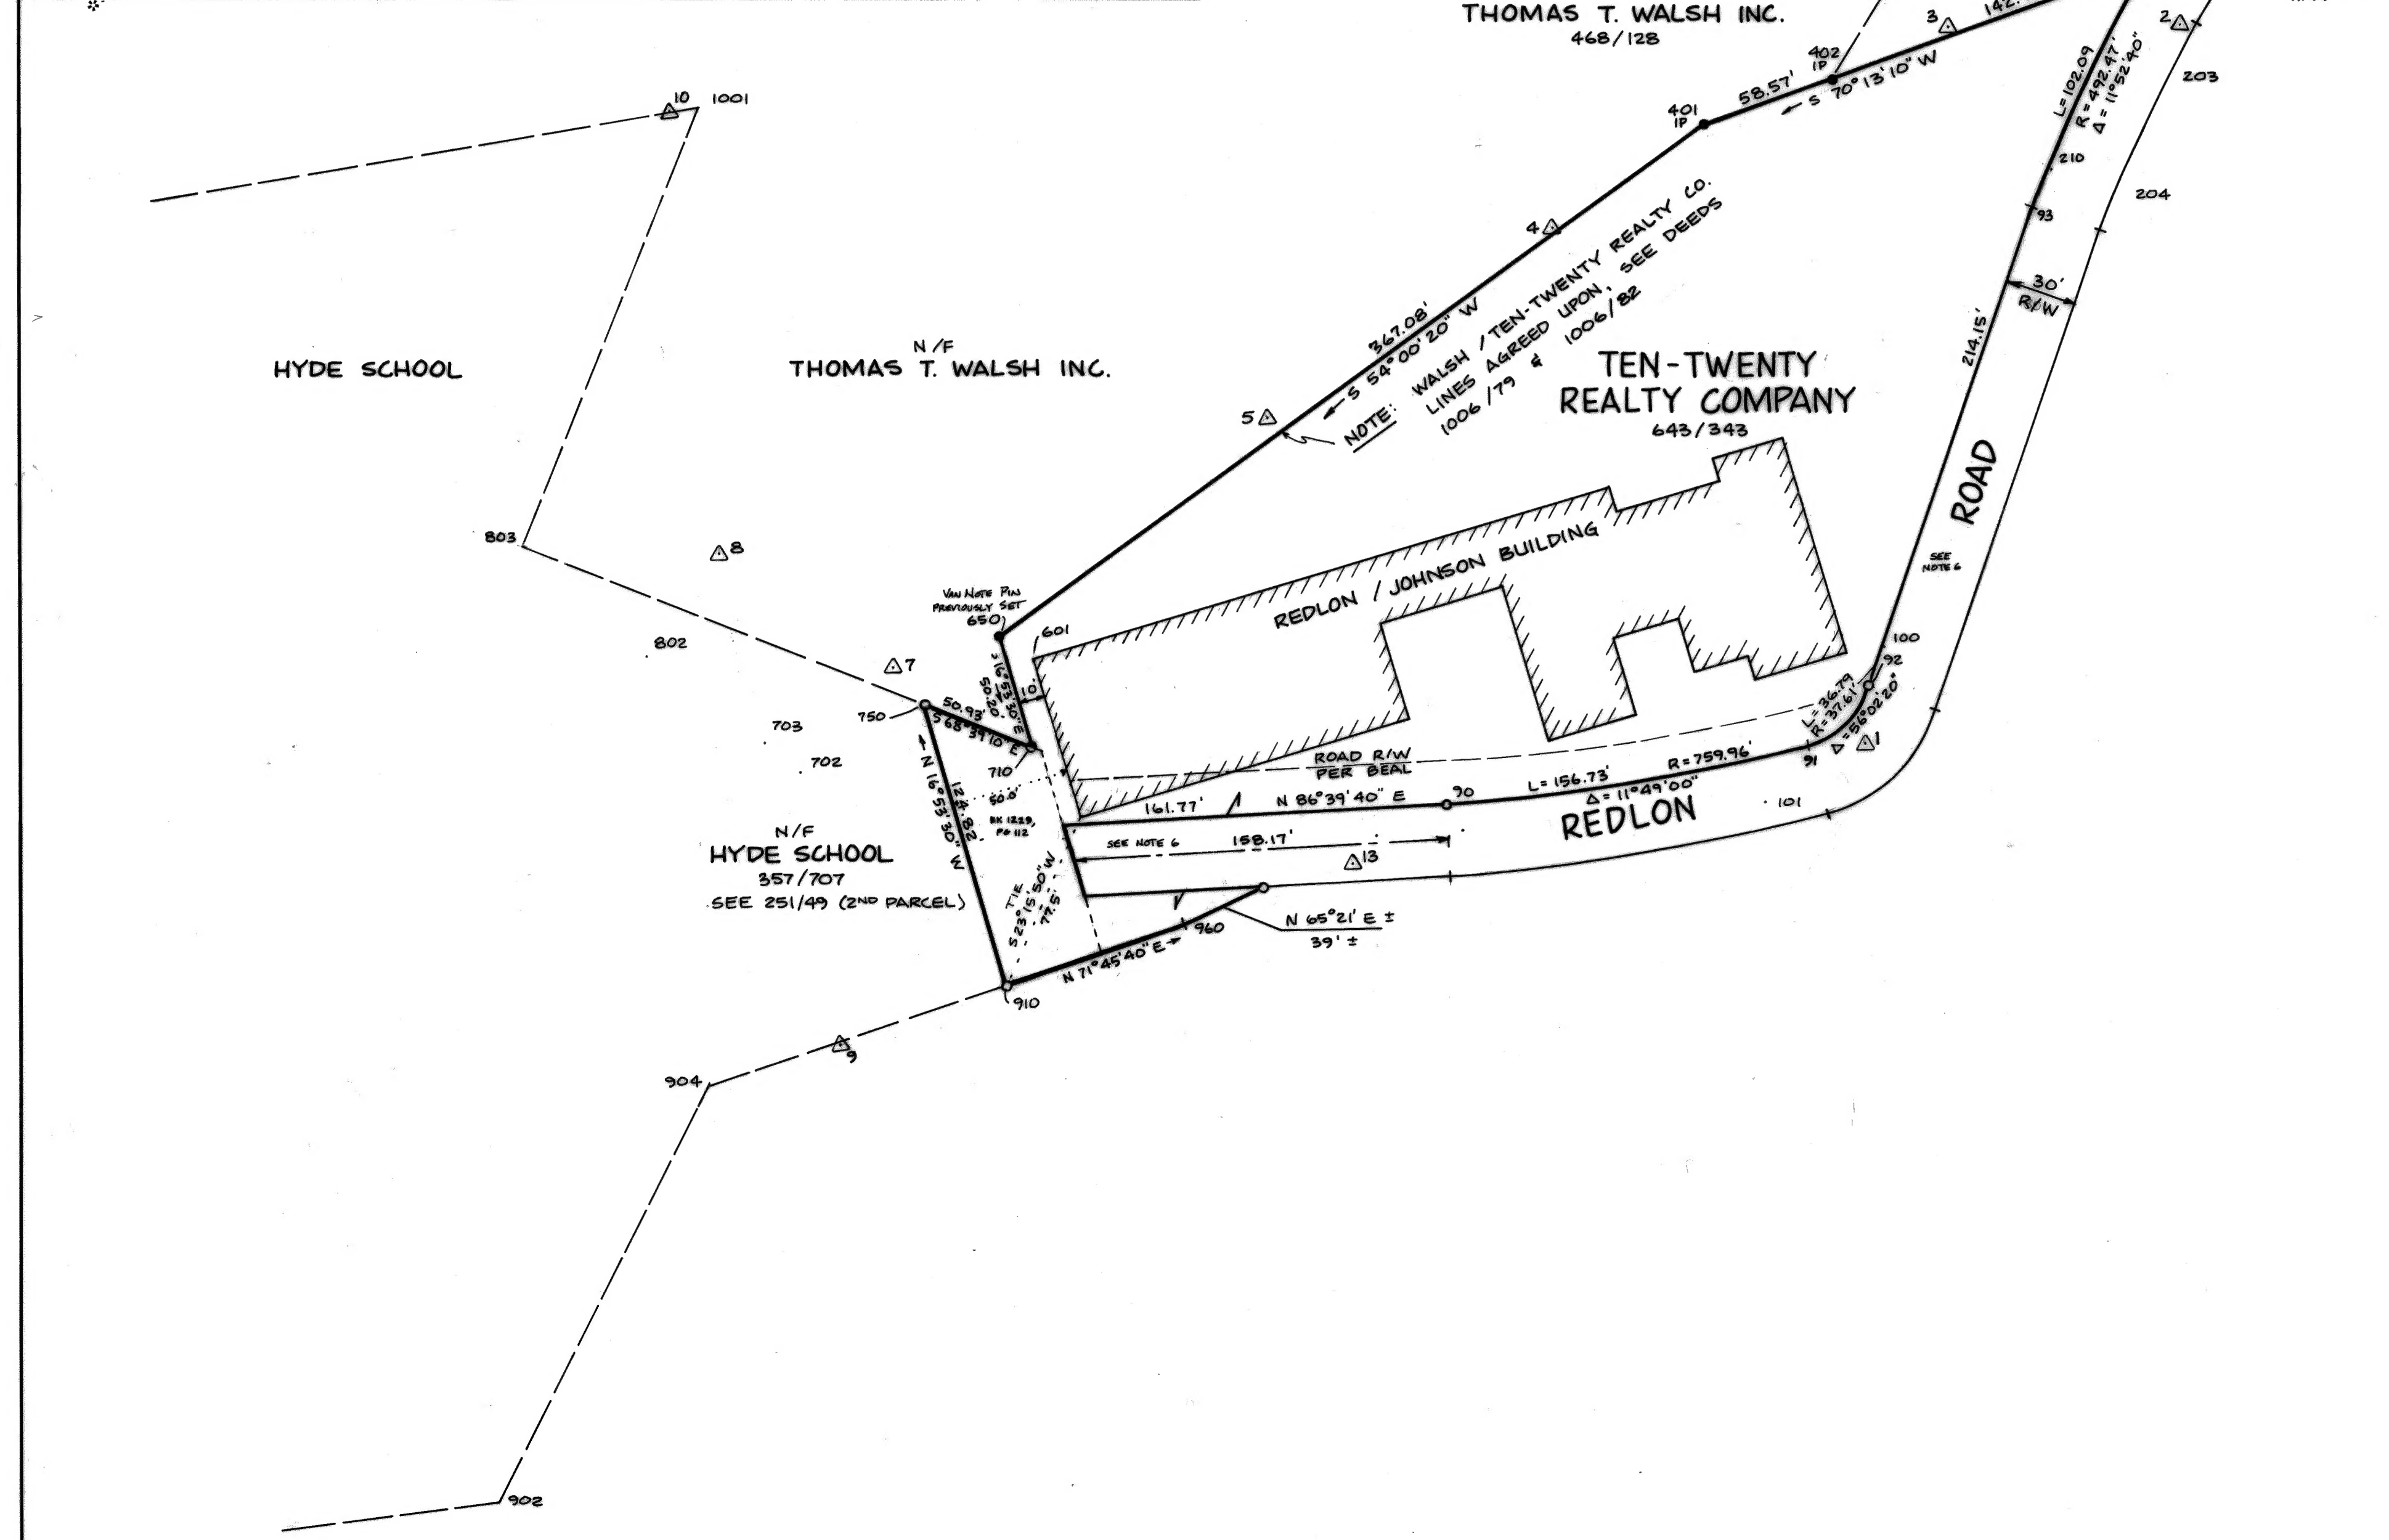 THOMAS T. WALSH INC.
468/128
3
142.
2
402
IP
S 70°13'10" W
58.57'
401
IP
L=102.09
R=492.47'
Δ=11°52'40"
203
10
1001
210
204
93
4
30'
R/W
214.15'
367.08'
S 54°00'20" W
NOTE: WALSH / TEN-TWENTY REALTY CO.
LINES AGREED UPON, SEE DEEDS
1006/79 & 1006/82
HYDE SCHOOL
N/F
THOMAS T. WALSH INC.
TEN-TWENTY
REALTY COMPANY
643/343
5
ROAD
SEE
NOTE 6
803
8
REDLON / JOHNSON BUILDING
VAN NOTE PIN
PREVIOUSLY SET
650
601
802
7
100
92
S 16°53'30" E
50.20'
10'
50.93'
S 68°39'10" E
750
703
702
710
L=36.79
R=37.61'
Δ=56°02'20"
1
91
ROAD R/W
PER BEAL
R=759.96'
L=156.73'
Δ=11°49'00"
REDLON
101
161.77'
N 86°39'40" E
90
50.0'
BK 1229,
PG 112
N 16°53'30" W
124.82
SEE NOTE 6
158.17'
13
N/F
HYDE SCHOOL
357/707
SEE 251/49 (2ND PARCEL)
TIE
S 23°15'50" W
77.5
N 65°21' E ±
39' ±
960
N 71°45'40" E
910
9
904
902